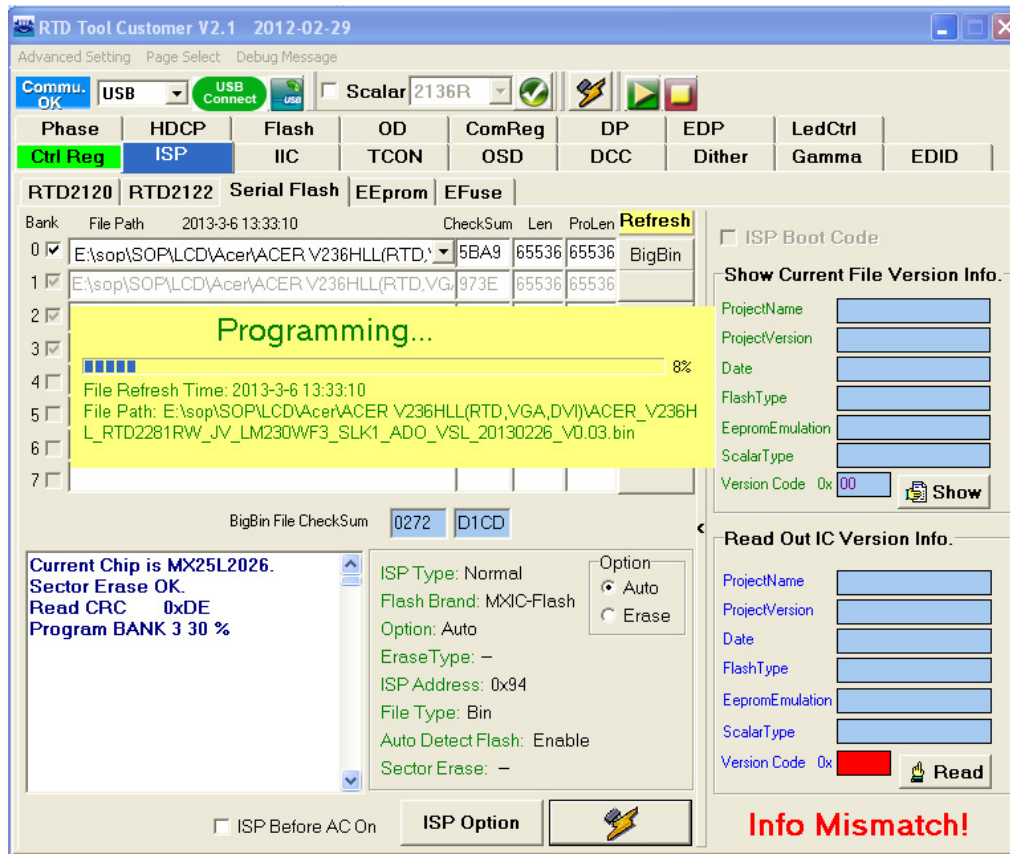 RTD Tool Customer V2.1 2012-02-29
Advanced Setting Page Select Debug Message
Commu. OK USB USB Connect USB Scalar 2136R
Phase HDCP Flash OD ComReg DP EDP LedCtrl
Ctrl Reg ISP IIC TCON OSD DCC Dither Gamma EDID
RTD2120 RTD2122 Serial Flash EEprom EFuse
Bank File Path 2013-3-6 13:33:10 CheckSum Len ProLen Refresh
0 E:\sop\SOP\LCD\Acer\ACER V236HLL(RTD,\ 5BA9 65536 65536 BigBin
1 E:\sop\SOP\LCD\Acer\ACER V236HLL(RTD,VGA 973E 65536 65536
2
3
4
5
6
7
Programming...
8%
File Refresh Time: 2013-3-6 13:33:10
File Path: E:\sop\SOP\LCD\Acer\ACER V236HLL(RTD,VGA,DVI)\ACER_V236H
L_RTD2281RW_JV_LM230WF3_SLK1_ADO_VSL_20130226_V0.03.bin
BigBin File CheckSum 0272 D1CD
Current Chip is MX25L2026.
Sector Erase OK.
Read CRC 0xDE
Program BANK 3 30 %
ISP Type: Normal
Flash Brand: MXIC-Flash
Option: Auto
EraseType: –
ISP Address: 0x94
File Type: Bin
Auto Detect Flash: Enable
Sector Erase: –
Option
Auto
Erase
ISP Before AC On ISP Option
ISP Boot Code
Show Current File Version Info.
ProjectName
ProjectVersion
Date
FlashType
EepromEmulation
ScalarType
Version Code 0x 00 Show
<
Read Out IC Version Info.
ProjectName
ProjectVersion
Date
FlashType
EepromEmulation
ScalarType
Version Code 0x Read
Info Mismatch!